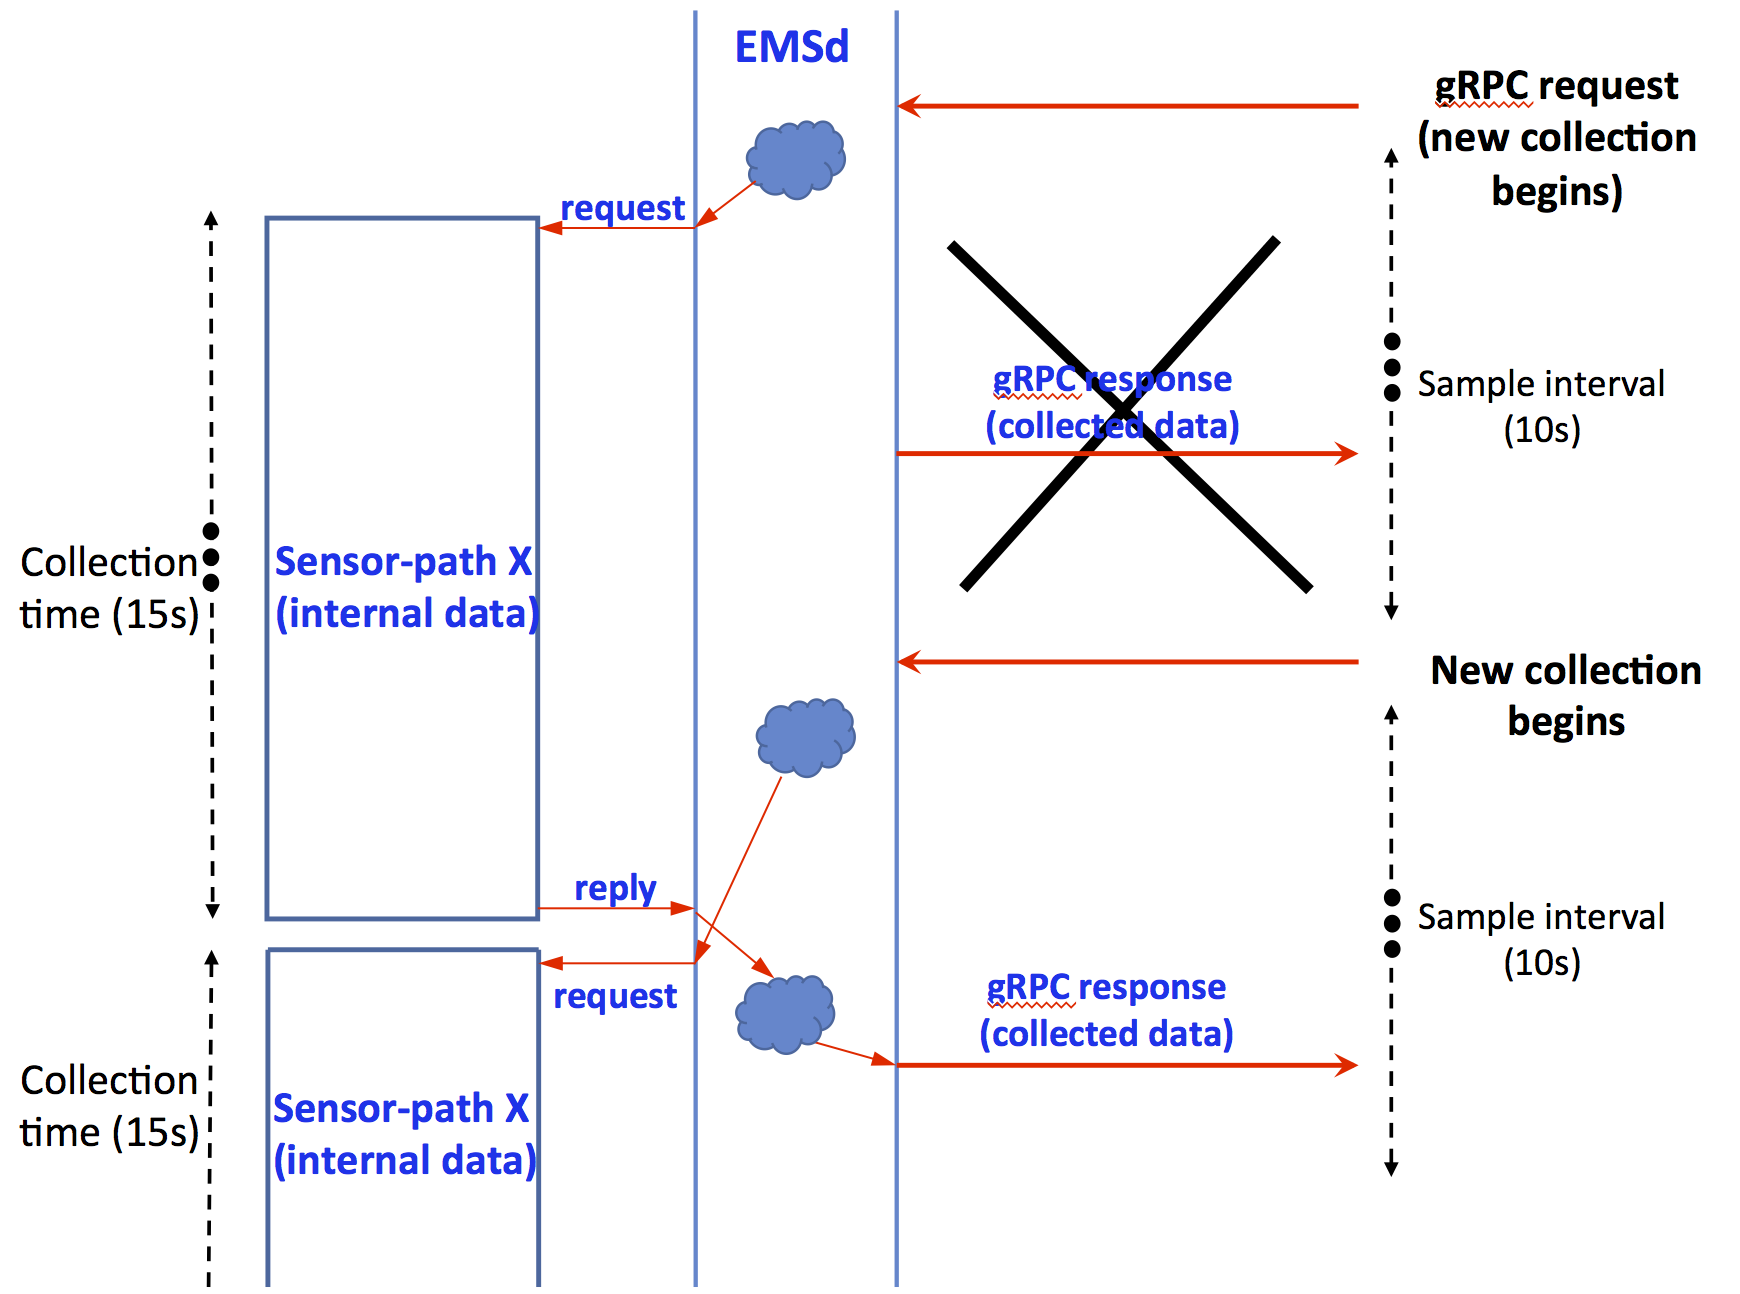 EMSd
gRPC request
(new collection
begins)
request
gRPC response
(collected data)
Sample interval
(10s)
Collection
time (15s)
Sensor-path X
(internal data)
New collection
begins
reply
request
gRPC response
(collected data)
Sample interval
(10s)
Collection
time (15s)
Sensor-path X
(internal data)